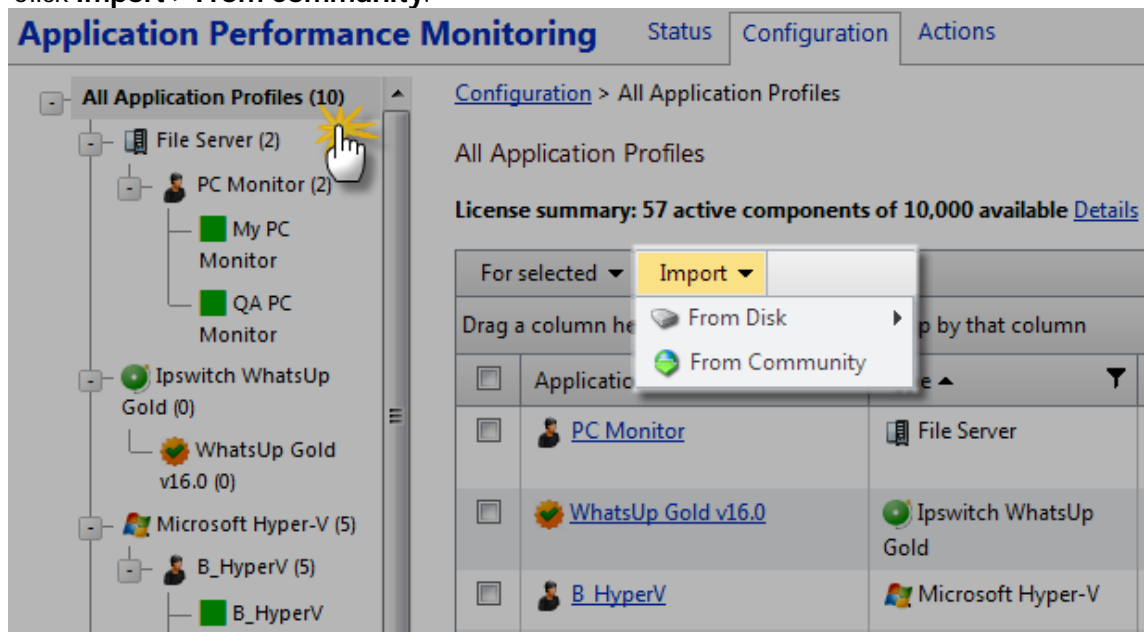 Click Import > From community.
Application Performance Monitoring Status Configuration Actions
All Application Profiles (10)
File Server (2)
PC Monitor (2)
My PC
Monitor
QA PC
Monitor
Ipswitch WhatsUp
Gold (0)
WhatsUp Gold
v16.0 (0)
Microsoft Hyper-V (5)
B_HyperV (5)
B_HyperV
Configuration > All Application Profiles
All Application Profiles
License summary: 57 active components of 10,000 available Details
For selected Import
From Disk
From Community
Drag a column he p by that column
Applicatio e
PC Monitor File Server
WhatsUp Gold v16.0 Ipswitch WhatsUp
Gold
B_HyperV Microsoft Hyper-V